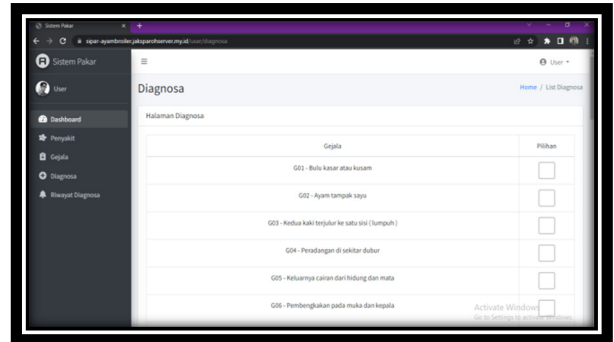 Sistem Pakar
sipar-ayambroiler.jaksparohserver.my.id/user/diagnosa
Sistem Pakar
User
User
Diagnosa
Home / List Diagnosa
Dashboard
Penyakit
Gejala
Diagnosa
Riwayat Diagnosa
Halaman Diagnosa
Gejala Pilihan
G01 - Bulu kasar atau kusam
G02 - Ayam tampak sayu
G03 - Kedua kaki terjulur ke satu sisi ( lumpuh )
G04 - Peradangan di sekitar dubur
G05 - Keluarnya cairan dari hidung dan mata
G06 - Pembengkakan pada muka dan kepala
Activate Windows
Go to Settings to activate Windows.